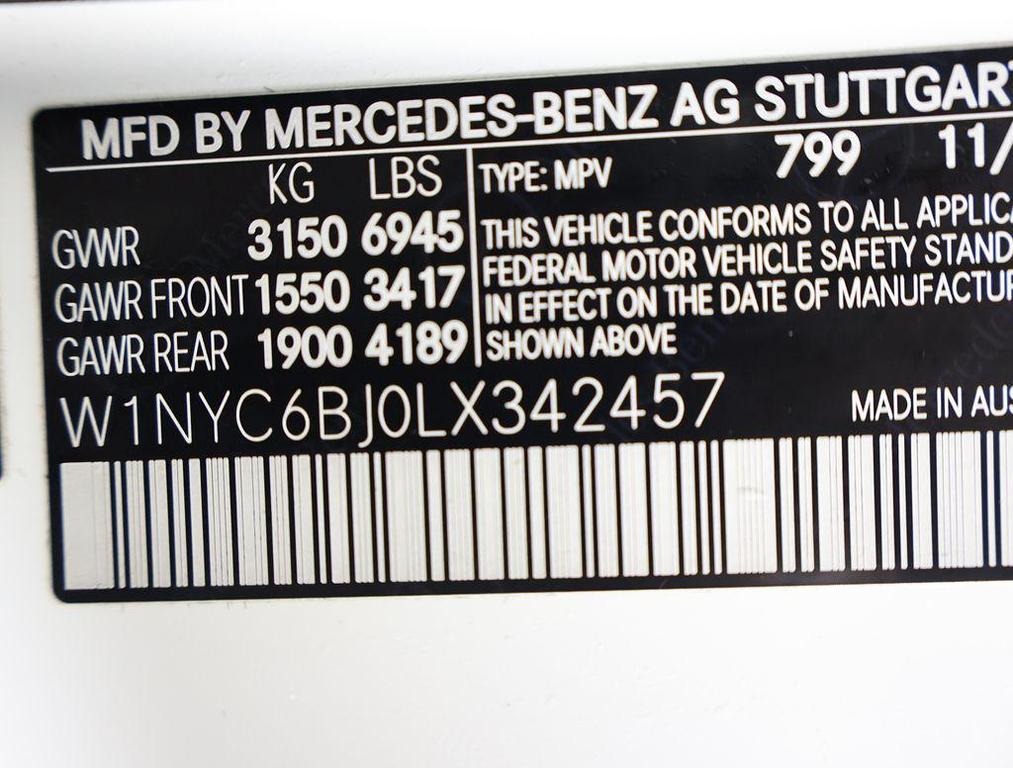 MFD BY MERCEDES-BENZ AG STUTTGART
799 11/
KG LBS
TYPE: MPV
GVWR 3150 6945
GAWR FRONT 1550 3417
GAWR REAR 1900 4189
THIS VEHICLE CONFORMS TO ALL APPLICA
FEDERAL MOTOR VEHICLE SAFETY STAND
IN EFFECT ON THE DATE OF MANUFACTUR
SHOWN ABOVE
W1NYC6BJ0LX342457
MADE IN AUS